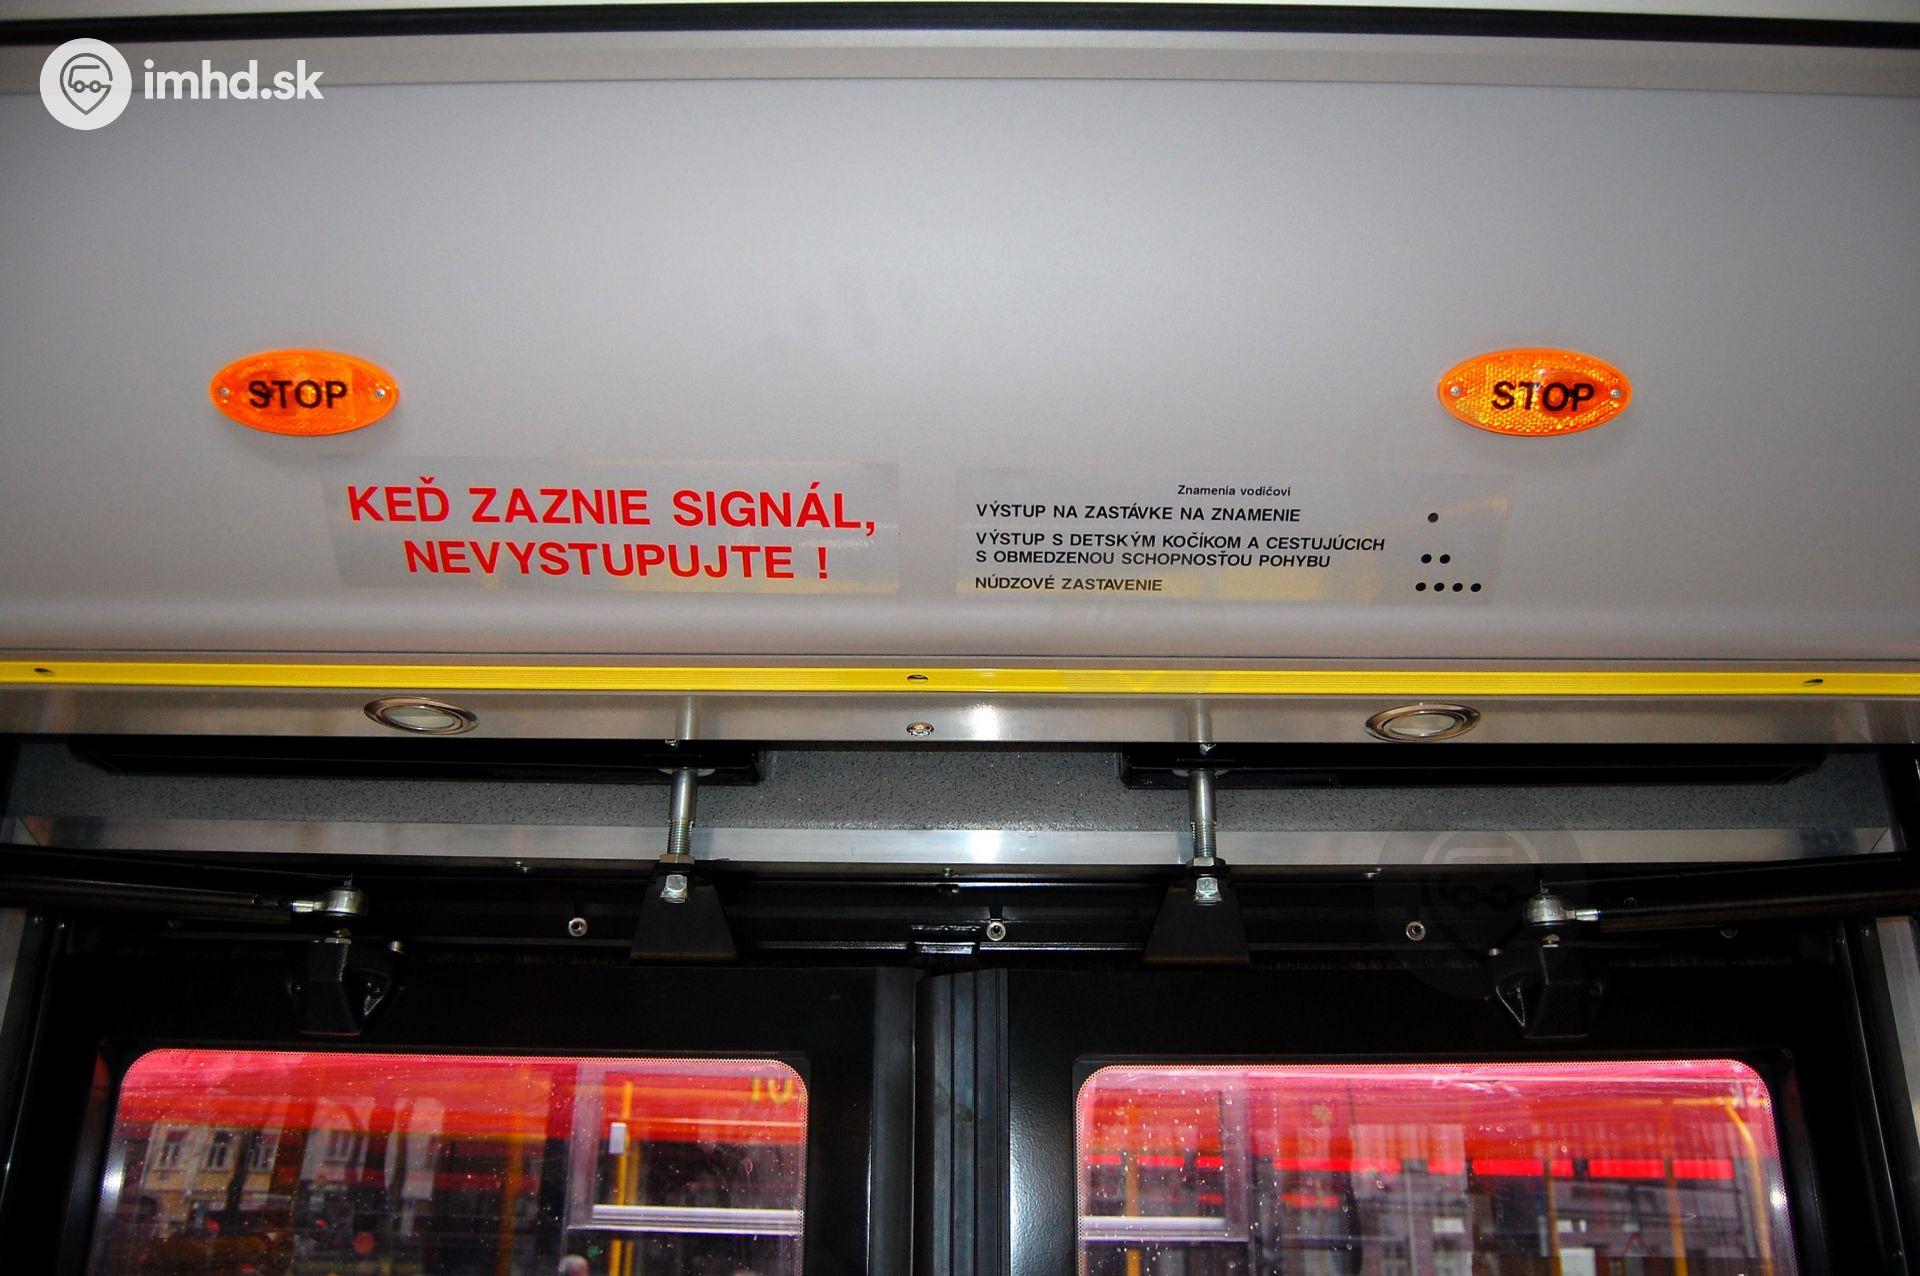 imhd.sk
STOP
STOP
KEĎ ZAZNIE SIGNÁL,
NEVYSTUPUJTE !
Znamenia vodičovi
VÝSTUP NA ZASTÁVKE NA ZNAMENIE
VÝSTUP S DETSKÝM KOČÍKOM A CESTUJÚCICH
S OBMEDZENOU SCHOPNOSŤOU POHYBU
NÚDZOVÉ ZASTAVENIE
10